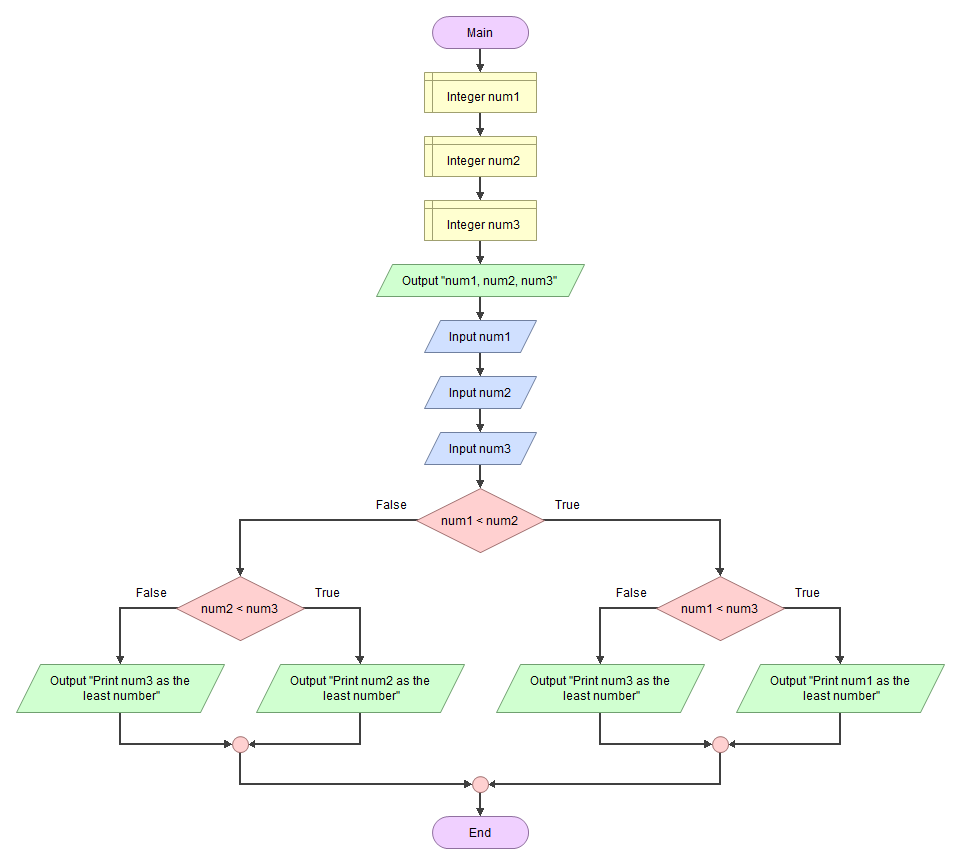 Main
Integer num1
Integer num2
Integer num3
Output "num1, num2, num3"
Input num1
Input num2
Input num3
False
True
num1 < num2
False
True
False
True
num2 < num3
num1 < num3
Output "Print num3 as the
least number"
Output "Print num2 as the
least number"
Output "Print num3 as the
least number"
Output "Print num1 as the
least number"
End